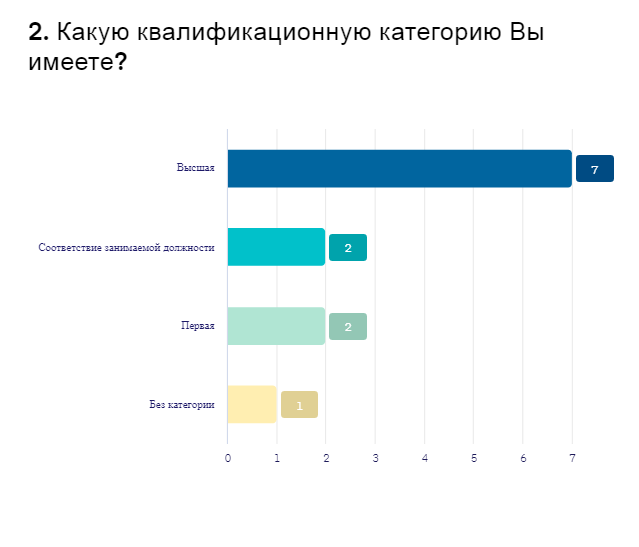 2. Какую квалификационную категорию Вы
имеете?
Высшая
7
Соответствие занимаемой должности
2
Первая
2
Без категории
1
0 1 2 3 4 5 6 7